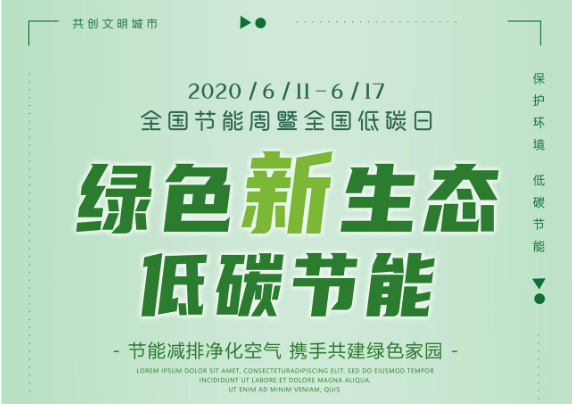 共创文明城市
2020/6/11-6/17
全国节能周暨全国低碳日
绿色新生态
低碳节能
- 节能减排净化空气 携手共建绿色家园 -
LOREM IPSUM DOLOR SIT AMET, CONSECTETURADIPISCING ELIT, SED DO EIUSMOD TEMPOR
INCIDIDUNT UT LABORE ET DOLORE MAGNA ALIQUA.
UT ENIM AD MINIM VENIAM, QUIS
保护环境 低碳节能